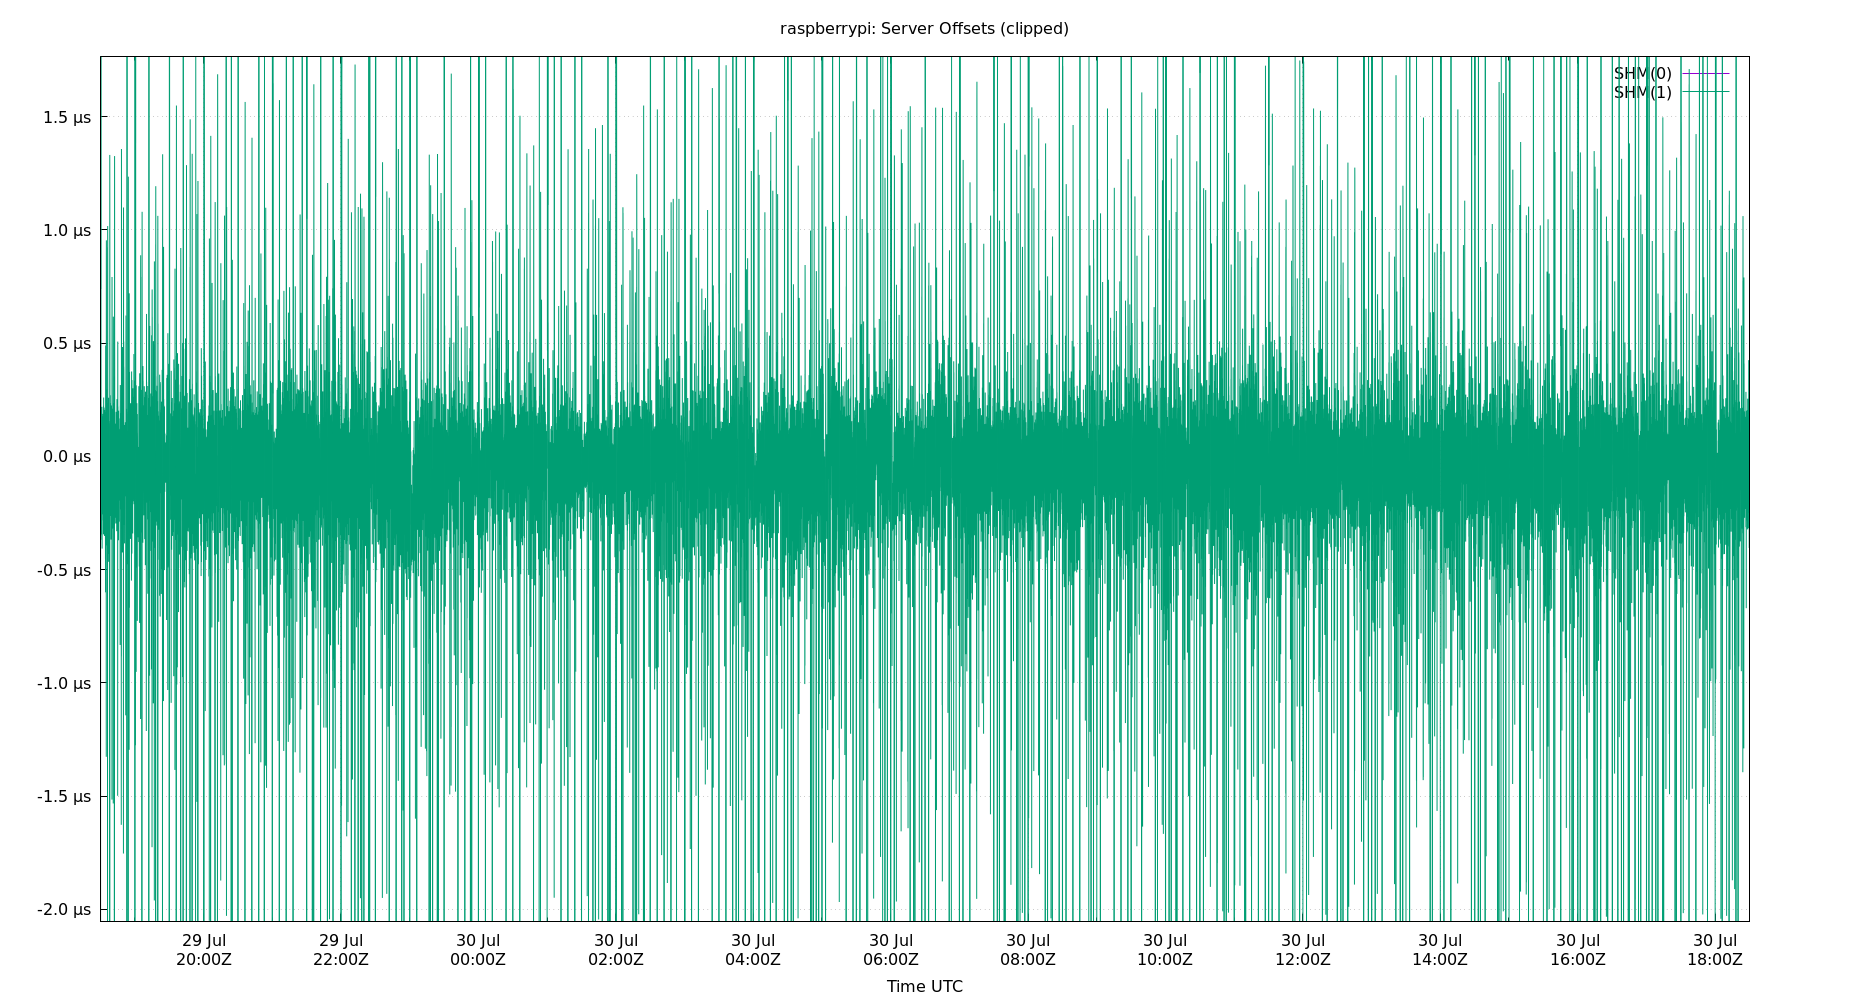 raspberrypi: Server Offsets (clipped)
SHM(0)
SHM(1)
1.5 µs
1.0 µs
0.5 µs
0.0 µs
-0.5 µs
-1.0 µs
-1.5 µs
-2.0 µs
29 Jul 29 Jul 30 Jul 30 Jul 30 Jul 30 Jul 30 Jul 30 Jul 30 Jul 30 Jul 30 Jul 30 Jul
20:00Z 22:00Z 00:00Z 02:00Z 04:00Z 06:00Z 08:00Z 10:00Z 12:00Z 14:00Z 16:00Z 18:00Z
Time UTC